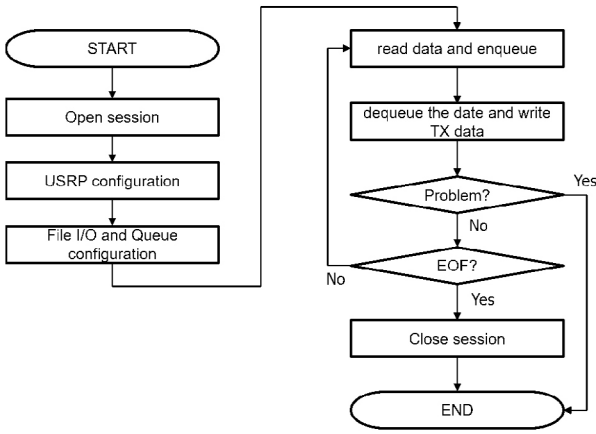 START
Open session
USRP configuration
File I/O and Queue
configuration
read data and enqueue
dequeue the date and write
TX data
Problem?
Yes
No
EOF?
No
Yes
Close session
END